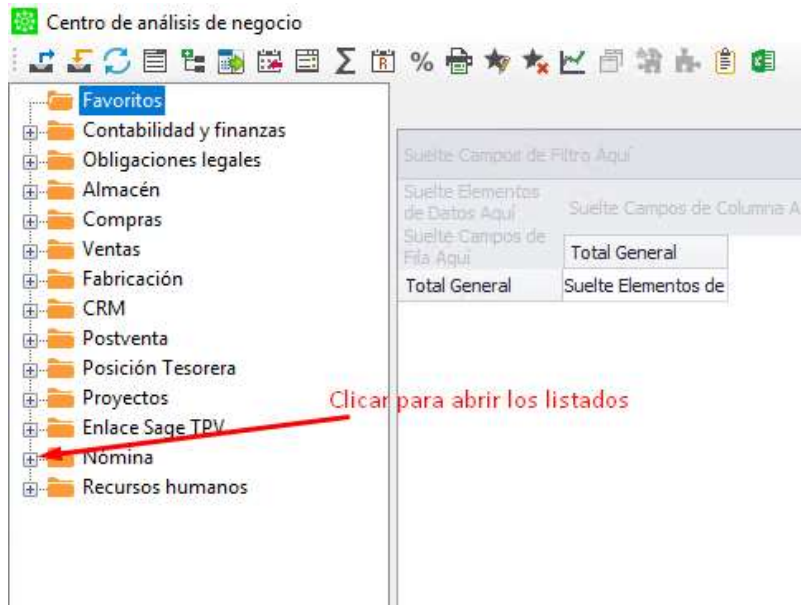 Centro de análisis de negocio
Favoritos
Contabilidad y finanzas
Obligaciones legales
Almacén
Compras
Ventas
Fabricación
CRM
Postventa
Posición Tesorera
Proyectos
Enlace Sage TPV
Nómina
Recursos humanos
Suelte Campos de Filtro Aquí
Suelte Elementos
de Datos Aquí
Suelte Campos de Columna A
Suelte Campos de
Fila Aquí
Total General
Total General
Suelte Elementos de
Clicar para abrir los listados